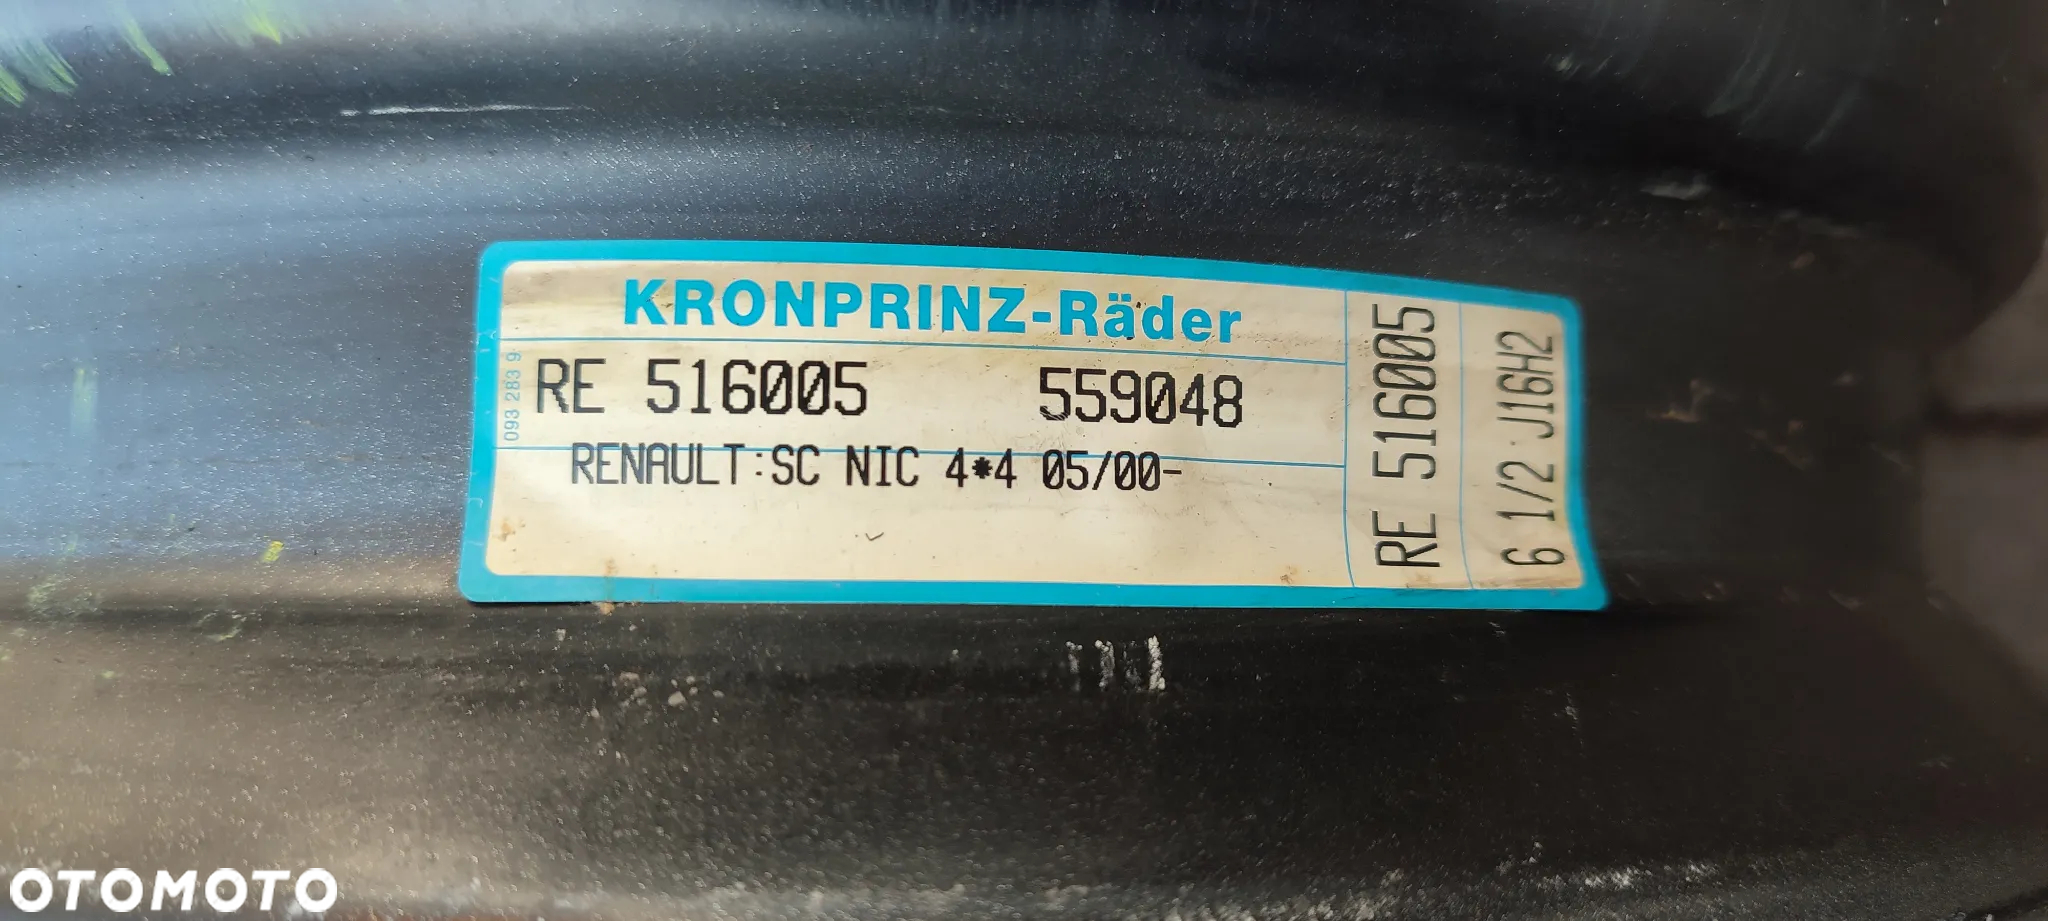 KRONPRINZ-Räder
093 283 9
RE 516005 559048
RENAULT:SC NIC 4*4 05/00-
RE 516005
6 1/2 J16H2
OTOMOTO